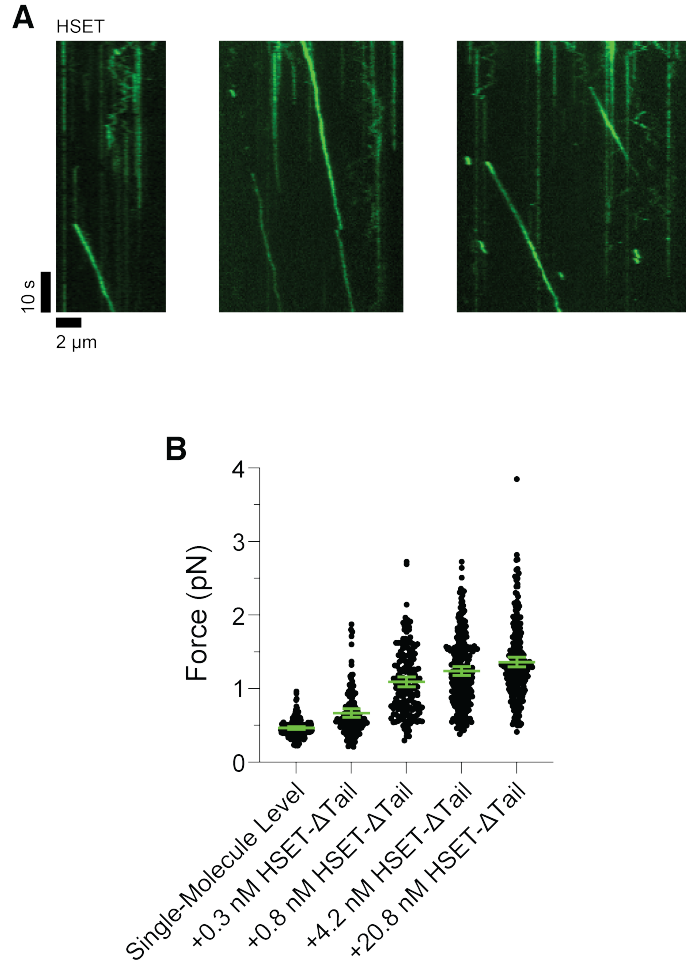 A
HSET
10 s
2 μm
B
Force (pN)
4
3
2
1
0
Single-Molecule Level
+0.3 nM HSET-ΔTail
+0.8 nM HSET-ΔTail
+4.2 nM HSET-ΔTail
+20.8 nM HSET-ΔTail